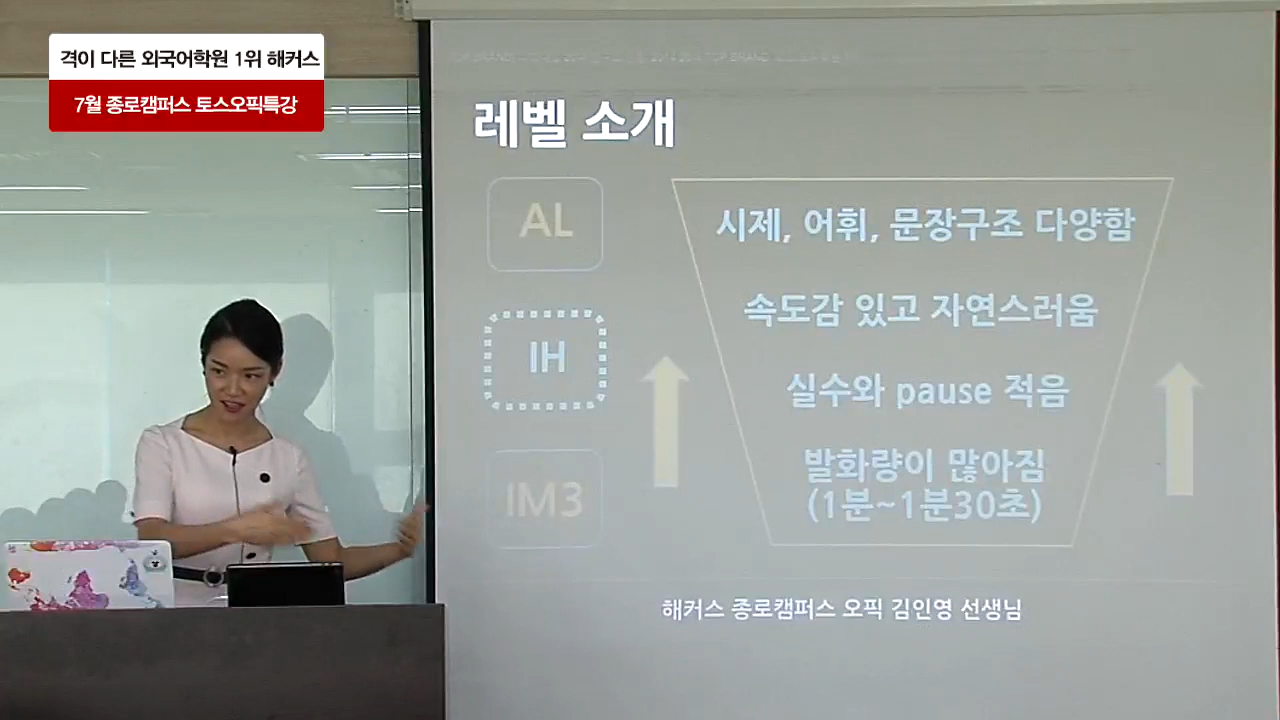 격이 다른 외국어학원 1위 해커스
7월 종로캠퍼스 토스오픽특강
레벨 소개
AL
시제, 어휘, 문장구조 다양함
속도감 있고 자연스러움
IH
실수와 pause 적음
IM3
발화량이 많아짐
(1분~1분30초)
해커스 종로캠퍼스 오픽 김인영 선생님